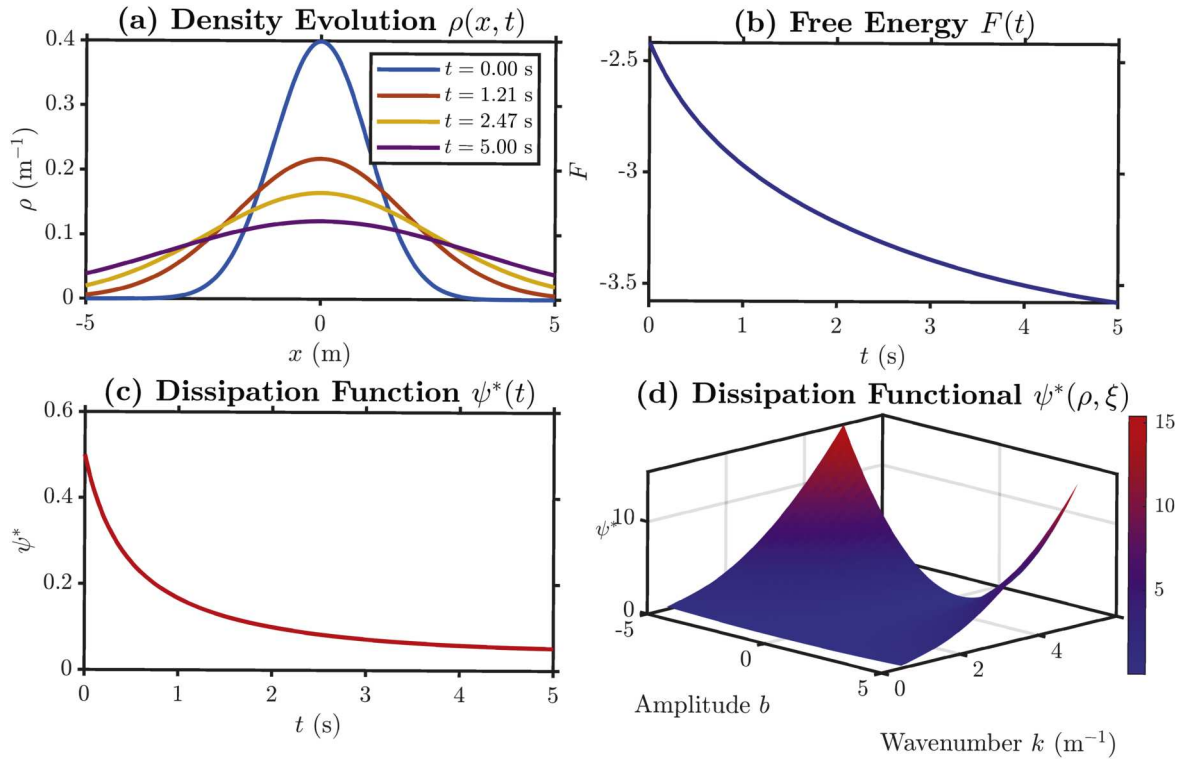 (a) Density Evolution ρ(x, t)
0.4
0.3
0.2
0.1
0
ρ (m⁻¹)
t = 0.00 s
t = 1.21 s
t = 2.47 s
t = 5.00 s
-5
0
5
x (m)
(b) Free Energy F(t)
-2.5
-3
-3.5
F
0
1
2
3
4
5
t (s)
(c) Dissipation Function ψ*(t)
0.6
0.4
0.2
0
ψ*
0
1
2
3
4
5
t (s)
(d) Dissipation Functional ψ*(ρ, ξ)
ψ*
10
0
-5
0
5
Amplitude b
0
2
4
Wavenumber k (m⁻¹)
15
10
5